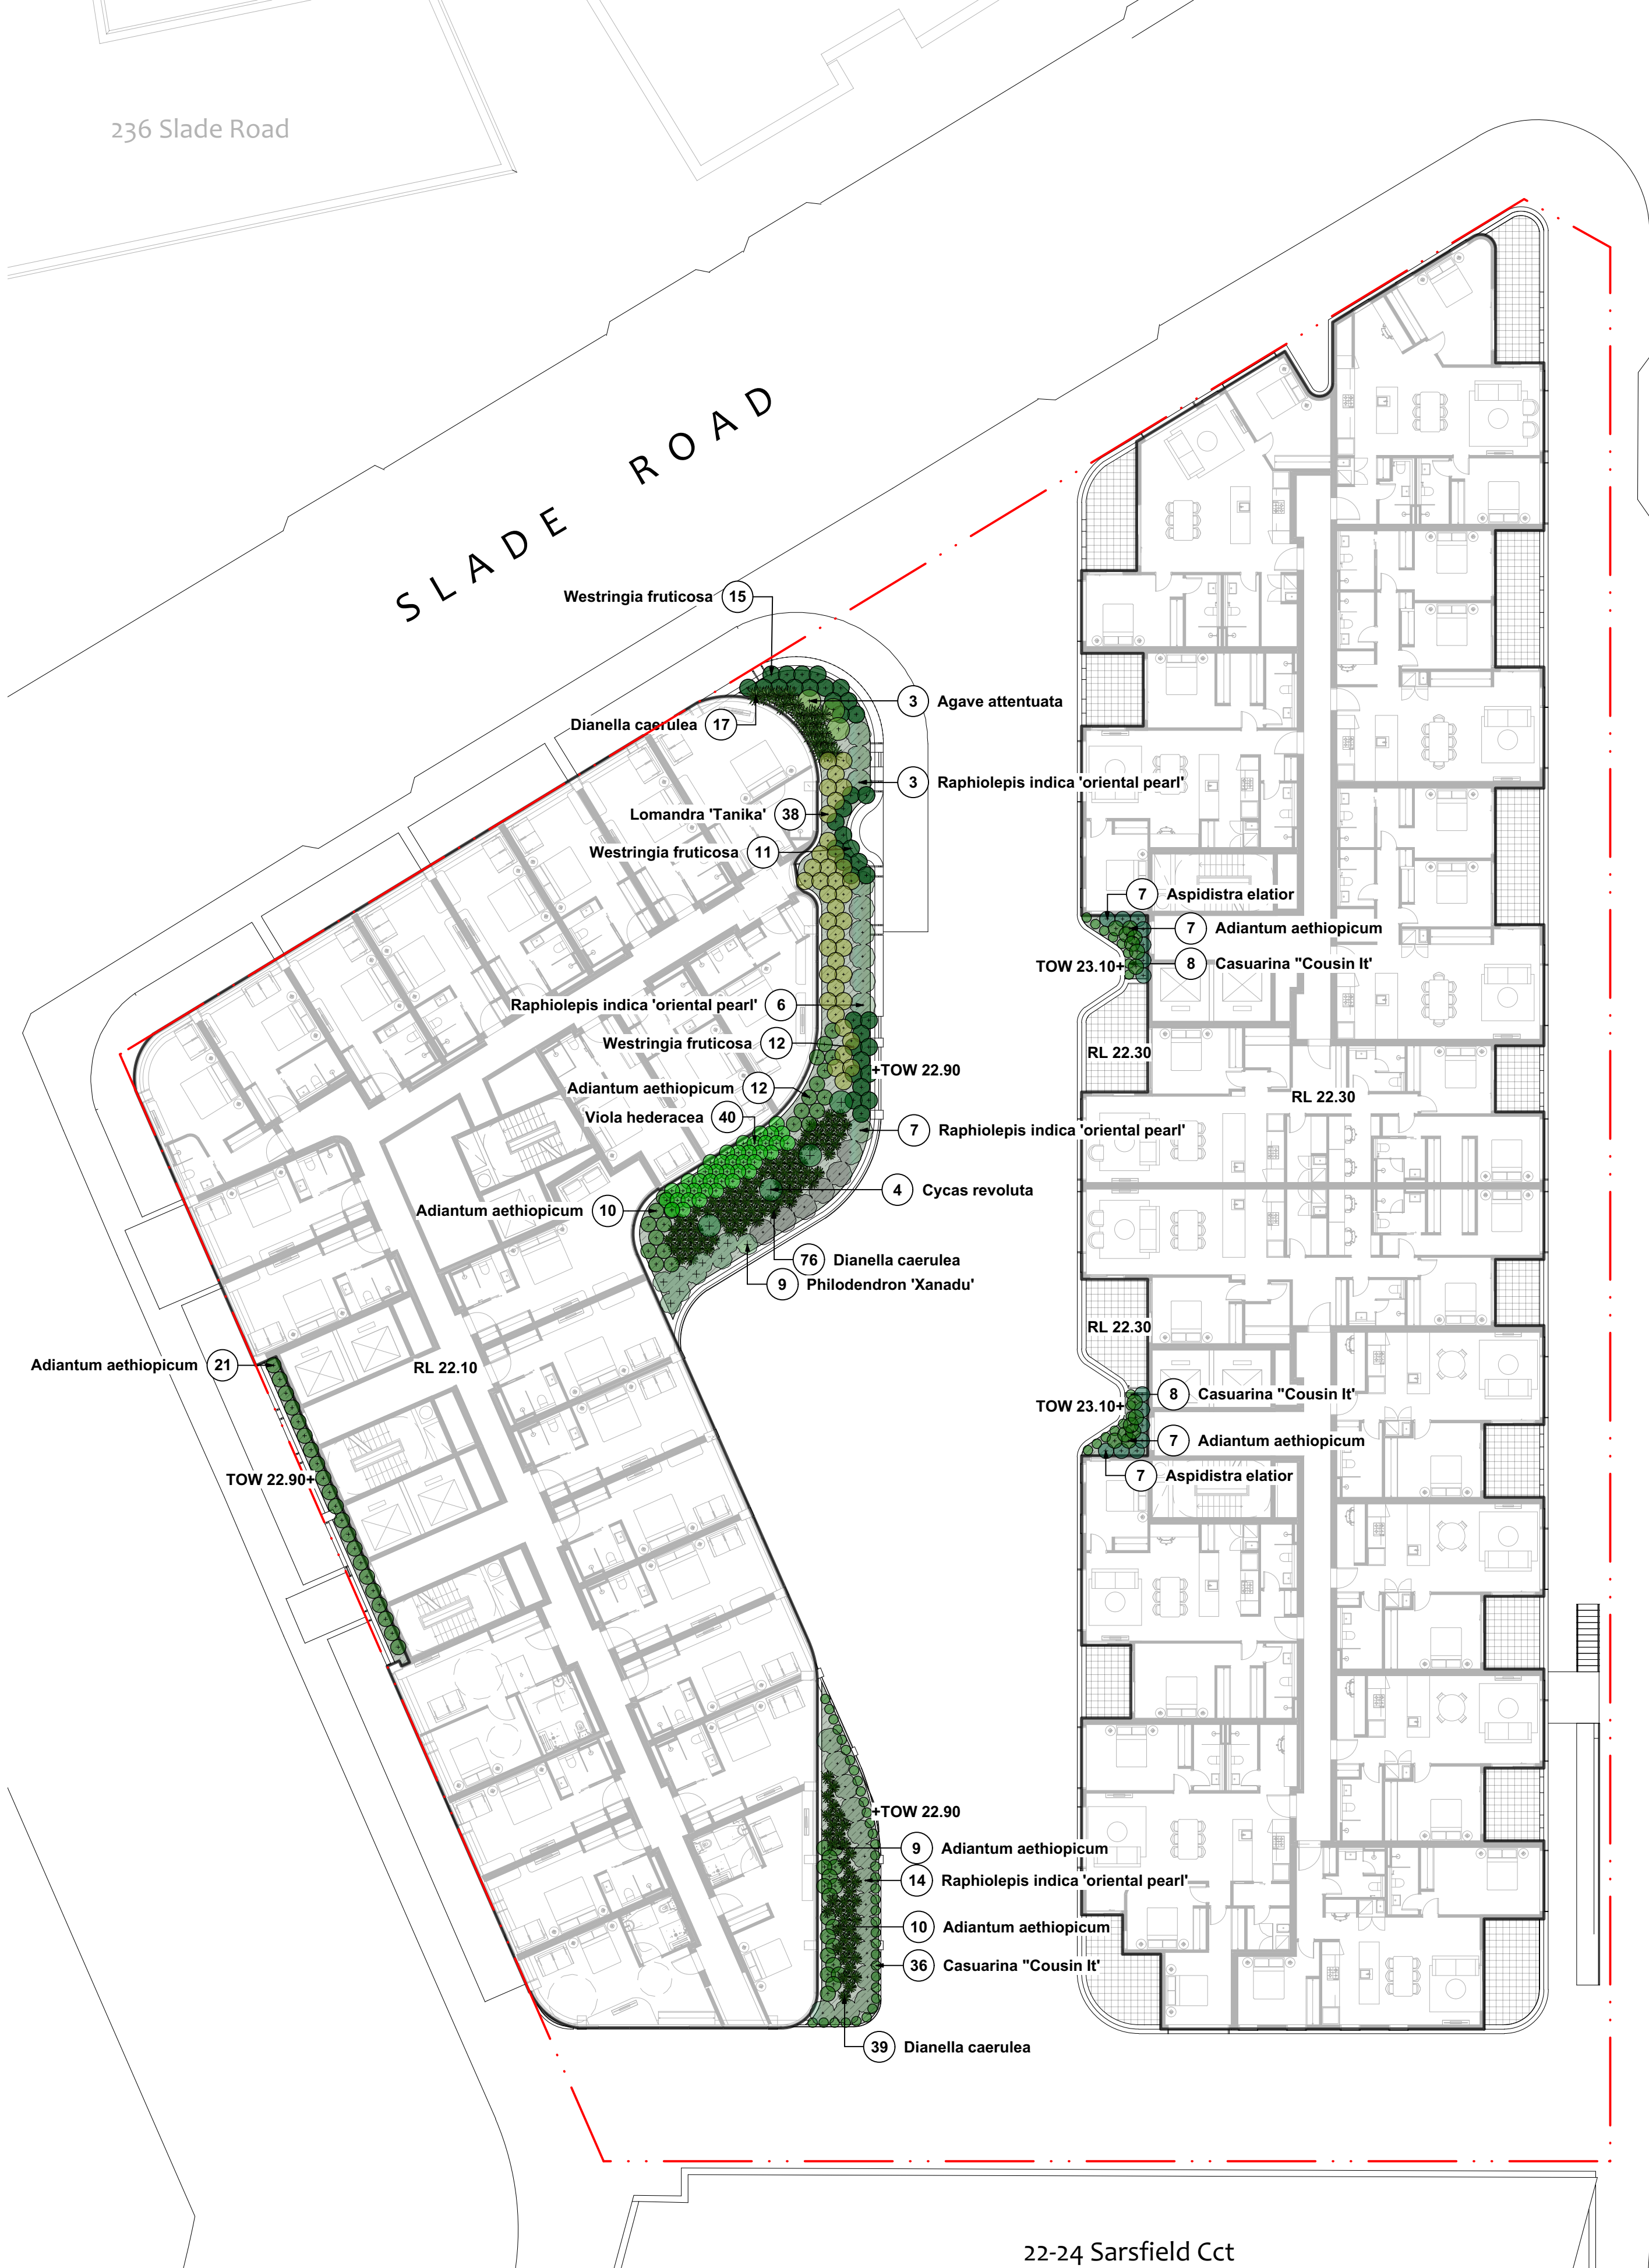 236 Slade Road
SLADE ROAD
Westringia fruticosa 15
3 Agave attentuata
Dianella caerulea 17
3 Raphiolepis indica 'oriental pearl'
Lomandra 'Tanika' 38
Westringia fruticosa 11
7 Aspidistra elatior
7 Adiantum aethiopicum
8 Casuarina "Cousin It'
TOW 23.10+
Raphiolepis indica 'oriental pearl' 6
Westringia fruticosa 12
RL 22.30
+TOW 22.90
Adiantum aethiopicum 12
RL 22.30
Viola hederacea 40
7 Raphiolepis indica 'oriental pearl'
4 Cycas revoluta
Adiantum aethiopicum 10
76 Dianella caerulea
9 Philodendron 'Xanadu'
RL 22.30
Adiantum aethiopicum 21
RL 22.10
8 Casuarina "Cousin It'
TOW 23.10+
7 Adiantum aethiopicum
7 Aspidistra elatior
TOW 22.90+
+TOW 22.90
9 Adiantum aethiopicum
14 Raphiolepis indica 'oriental pearl'
10 Adiantum aethiopicum
36 Casuarina "Cousin It'
39 Dianella caerulea
22-24 Sarsfield Cct